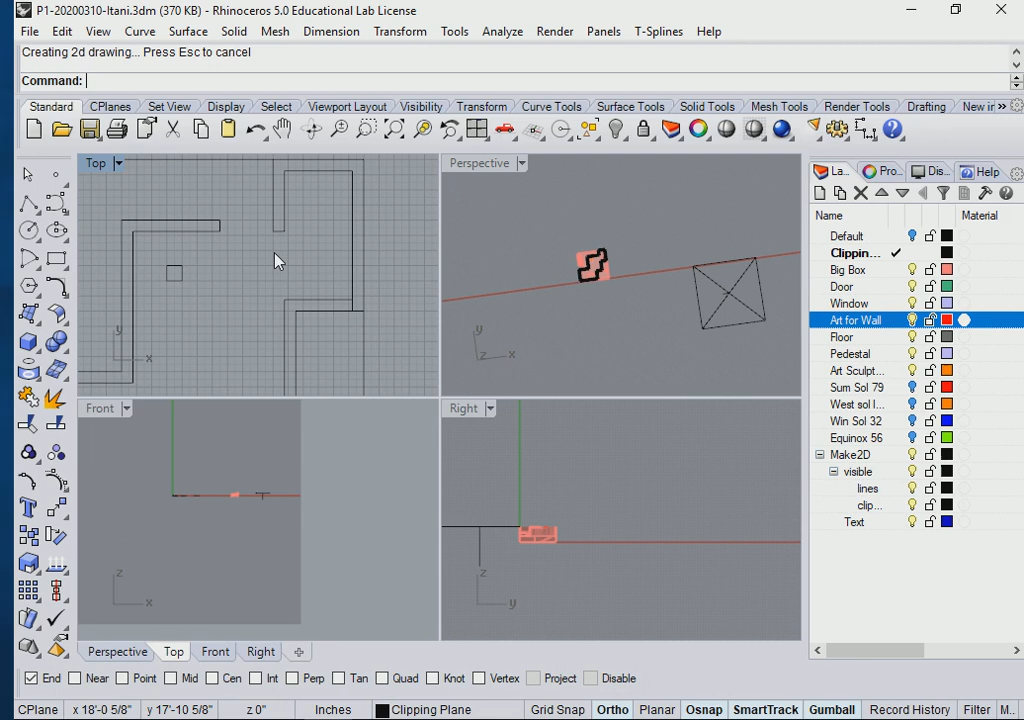 P1-20200310-Itani.3dm (370 KB) - Rhinoceros 5.0 Educational Lab License
File Edit View Curve Surface Solid Mesh Dimension Transform Tools Analyze Render Panels T-Splines Help
Creating 2d drawing... Press Esc to cancel
Command:
Standard CPlanes Set View Display Select Viewport Layout Visibility Transform Curve Tools Surface Tools Solid Tools Mesh Tools Render Tools Drafting New in »
Top
Perspective
La... Pro... Dis... Help
Name Material
Default
Clippin...
Big Box
Door
Window
Art for Wall
Floor
Pedestal
Art Sculpt...
Sum Sol 79
West sol l...
Win Sol 32
Equinox 56
Make2D
visible
lines
clip...
Text
y
x
y
z x
Front
Right
z
x
z
y
Perspective Top Front Right
End Near Point Mid Cen Int Perp Tan Quad Knot Vertex Project Disable
CPlane x 18'-0 5/8" y 17'-10 5/8" z 0" Inches Clipping Plane Grid Snap Ortho Planar Osnap SmartTrack Gumball Record History Filter M..